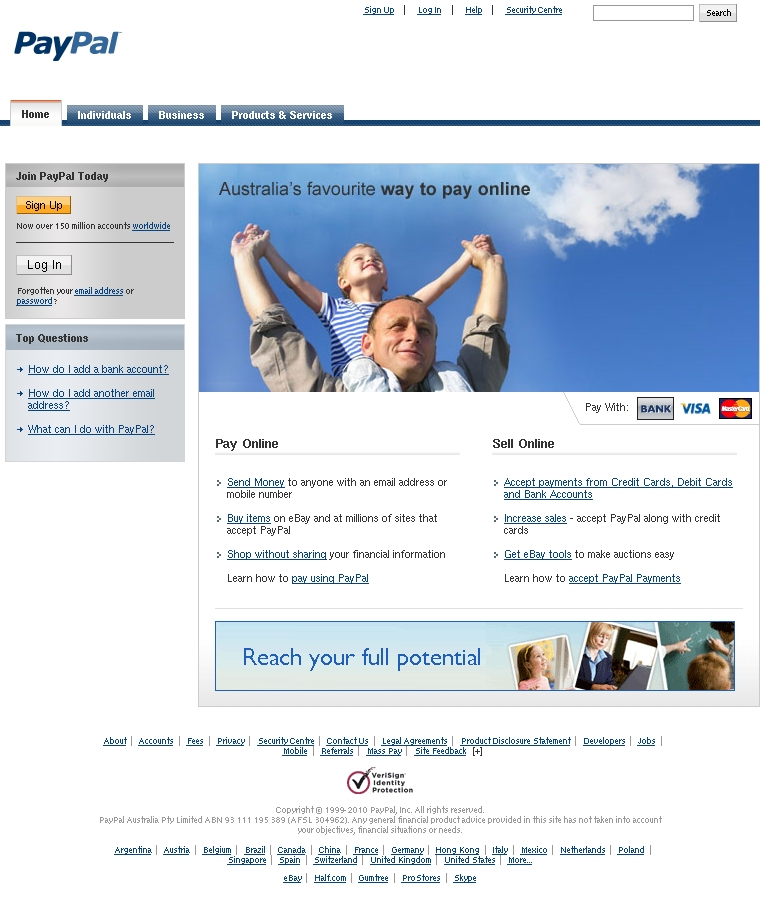 Sign Up | Log In | Help | Security Centre
Search
PayPal
Home
Individuals
Business
Products & Services
Join PayPal Today
Sign Up
Now over 150 million accounts worldwide
Log In
Forgotten your email address or
password?
Top Questions
How do I add a bank account?
How do I add another email
address?
What can I do with PayPal?
Australia's favourite way to pay online
Pay With: BANK VISA MasterCard
Pay Online
Send Money to anyone with an email address or
mobile number
Buy items on eBay and at millions of sites that
accept PayPal
Shop without sharing your financial information
Learn how to pay using PayPal
Sell Online
Accept payments from Credit Cards, Debit Cards
and Bank Accounts
Increase sales - accept PayPal along with credit
cards
Get eBay tools to make auctions easy
Learn how to accept PayPal Payments
Reach your full potential
About | Accounts | Fees | Privacy | Security Centre | Contact Us | Legal Agreements | Product Disclosure Statement | Developers | Jobs |
Mobile | Referrals | Mass Pay | Site Feedback [+]
VeriSign
Identity
Protection
Copyright © 1999-2010 PayPal, Inc. All rights reserved.
PayPal Australia Pty Limited ABN 93 111 195 389 (AFSL 304962). Any general financial product advice provided in this site has not taken into account
your objectives, financial situations or needs.
Argentina | Austria | Belgium | Brazil | Canada | China | France | Germany | Hong Kong | Italy | Mexico | Netherlands | Poland |
Singapore | Spain | Switzerland | United Kingdom | United States | More...
eBay | Half.com | Gumtree | ProStores | Skype